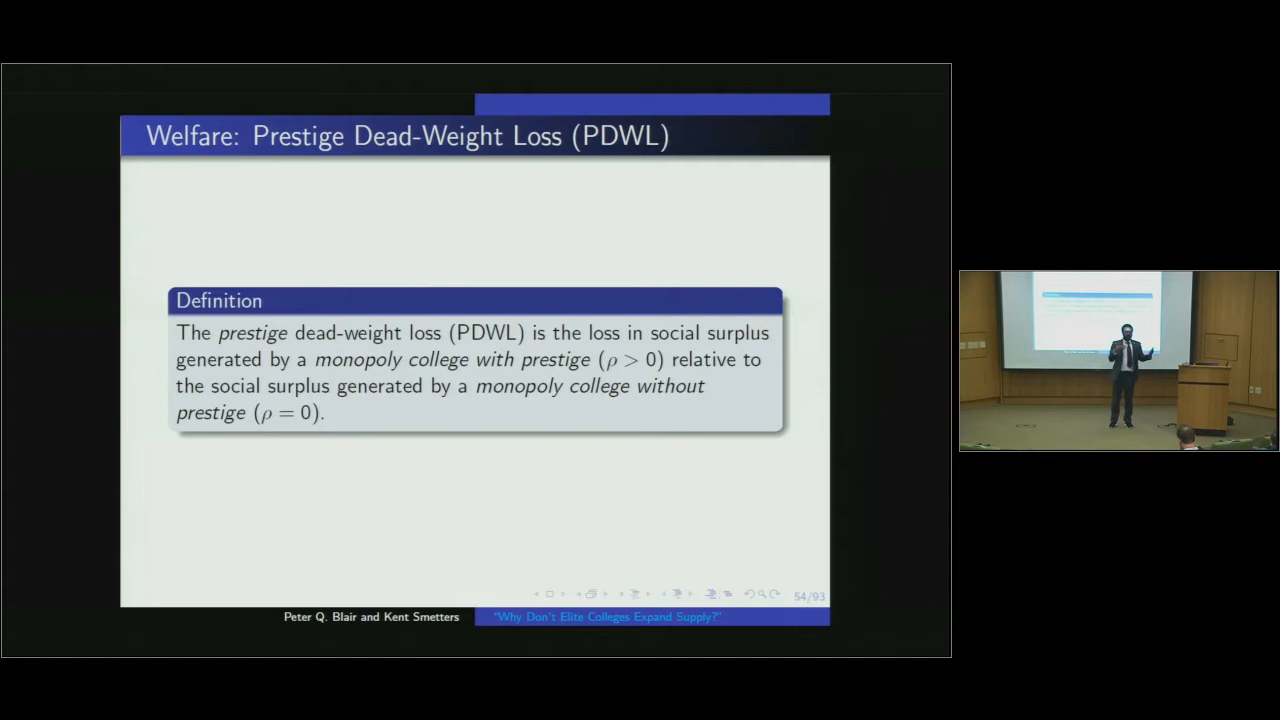 Welfare: Prestige Dead-Weight Loss (PDWL)
Definition
The prestige dead-weight loss (PDWL) is the loss in social surplus
generated by a monopoly college with prestige (ρ > 0) relative to
the social surplus generated by a monopoly college without
prestige (ρ = 0).
54/93
Peter Q. Blair and Kent Smetters
"Why Don't Elite Colleges Expand Supply?"